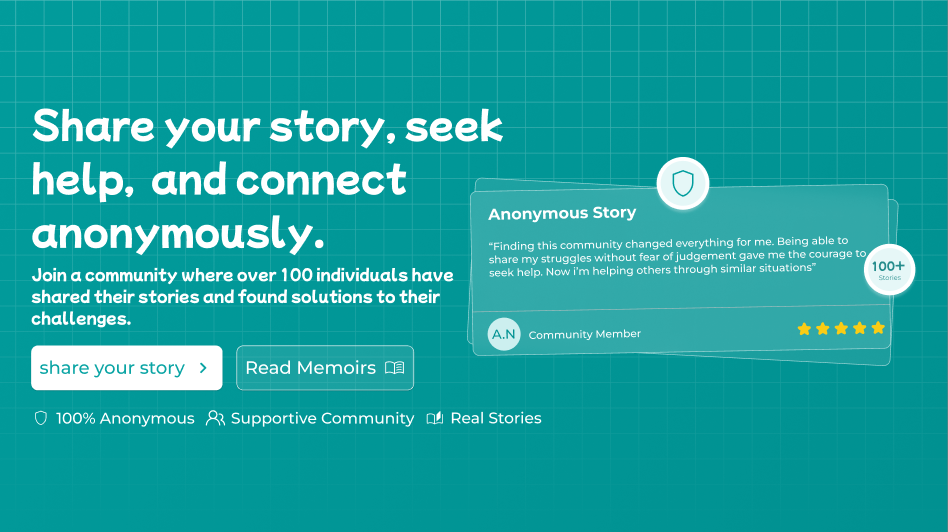 Share your story, seek
help, and connect
anonymously.
Join a community where over 100 individuals have
shared their stories and found solutions to their
challenges.
share your story
Read Memoirs
100% Anonymous
Supportive Community
Real Stories
Anonymous Story
“Finding this community changed everything for me. Being able to
share my struggles without fear of judgement gave me the courage to
seek help. Now i’m helping others through similar situations”
A.N
Community Member
100+
Stories